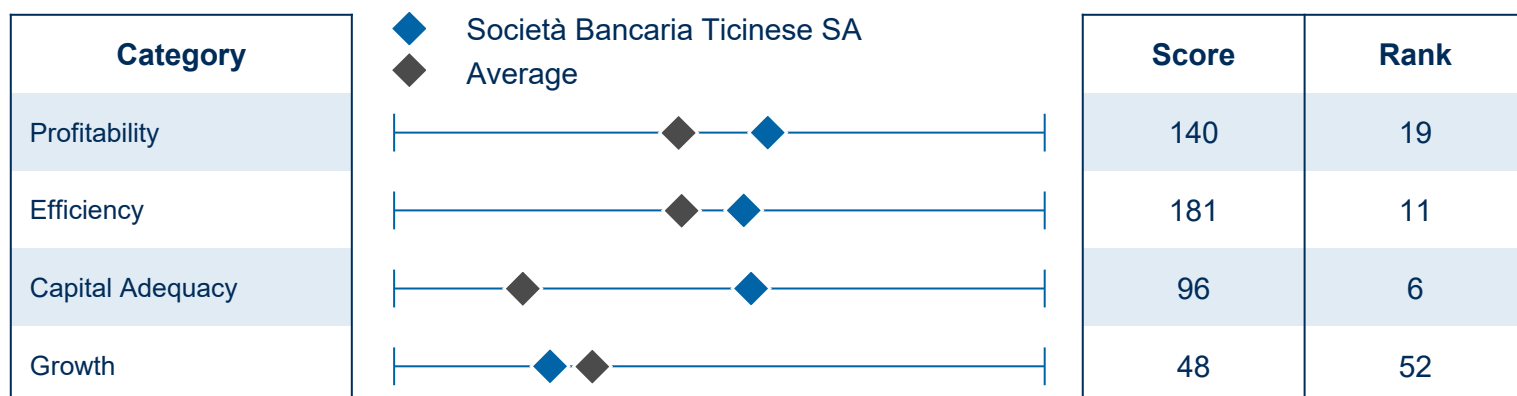 Category
Società Bancaria Ticinese SA
Average
Score Rank
Profitability 140 19
Efficiency 181 11
Capital Adequacy 96 6
Growth 48 52